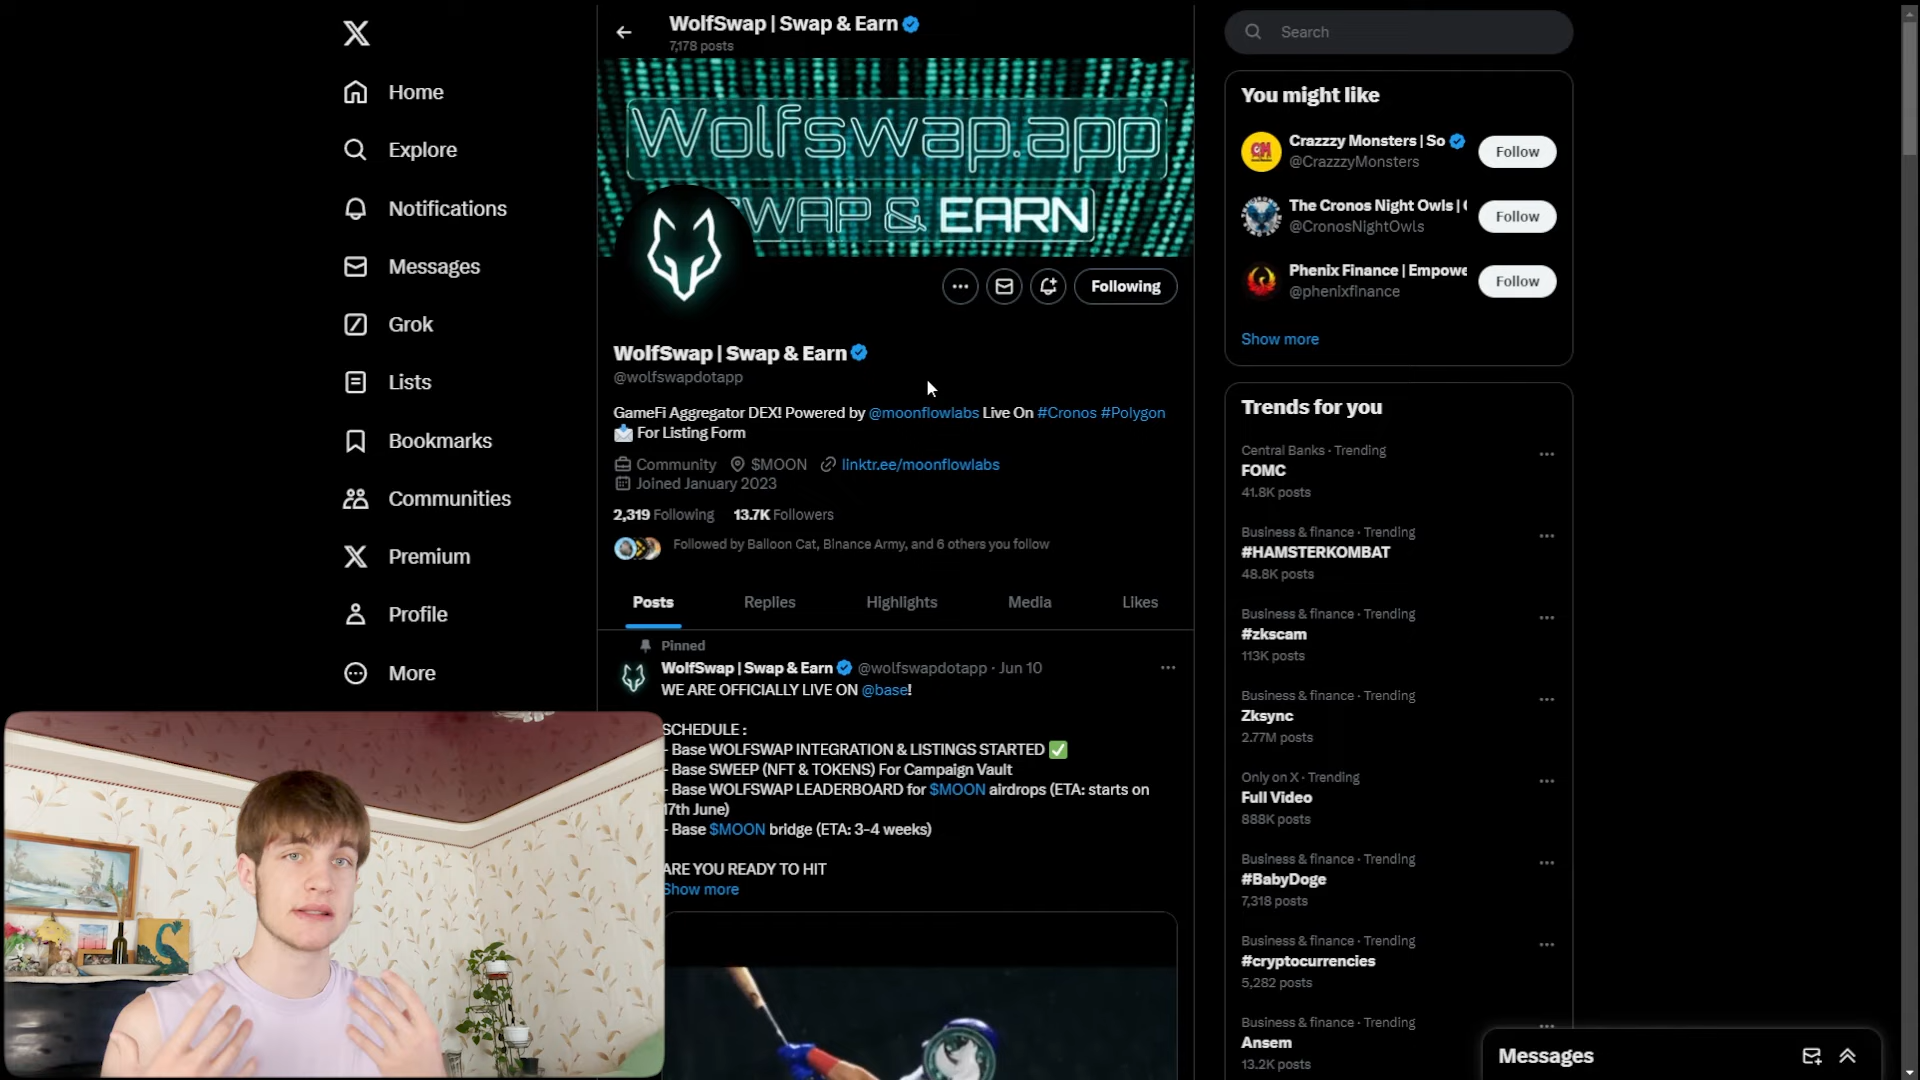 Home
Explore
Notifications
Messages
Grok
Lists
Bookmarks
Communities
Premium
Profile
More
WolfSwap | Swap & Earn
7,178 posts
Wolfswap.app
SWAP & EARN
Following
WolfSwap | Swap & Earn
@wolfswapdotapp
GameFi Aggregator DEX! Powered by @moonflowlabs Live On #Cronos #Polygon
📩 For Listing Form
Community $MOON linktr.ee/moonflowlabs
Joined January 2023
2,319 Following 13.7K Followers
Followed by Balloon Cat, Binance Army, and 6 others you follow
Posts Replies Highlights Media Likes
Pinned
WolfSwap | Swap & Earn @wolfswapdotapp · Jun 10
WE ARE OFFICIALLY LIVE ON @base!
SCHEDULE :
- Base WOLFSWAP INTEGRATION & LISTINGS STARTED ✅
- Base SWEEP (NFT & TOKENS) For Campaign Vault
- Base WOLFSWAP LEADERBOARD for $MOON airdrops (ETA: starts on
17th June)
- Base $MOON bridge (ETA: 3-4 weeks)
ARE YOU READY TO HIT
Show more
Search
You might like
Crazzzy Monsters | So
@CrazzzyMonsters
Follow
The Cronos Night Owls |
@CronosNightOwls
Follow
Phenix Finance | Empowe
@phenixfinance
Follow
Show more
Trends for you
Central Banks · Trending
FOMC
41.8K posts
Business & finance · Trending
#HAMSTERKOMBAT
48.8K posts
Business & finance · Trending
#zkscam
113K posts
Business & finance · Trending
Zksync
2.77M posts
Only on X · Trending
Full Video
888K posts
Business & finance · Trending
#BabyDoge
7,318 posts
Business & finance · Trending
#cryptocurrencies
5,282 posts
Business & finance · Trending
Ansem
13.2K posts
Messages